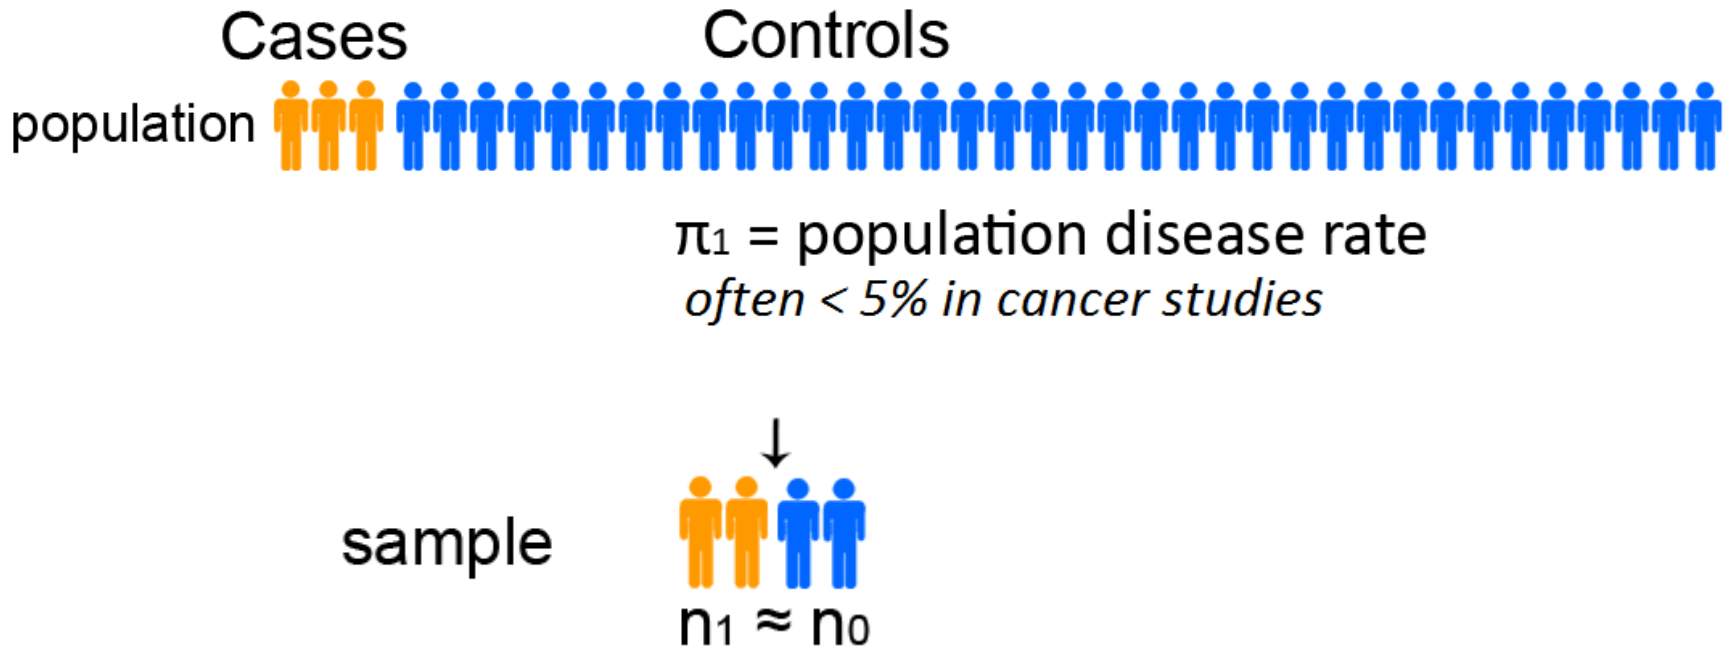 Cases Controls
population
π₁ = population disease rate
often < 5% in cancer studies
↓
sample
n₁ ≈ n₀